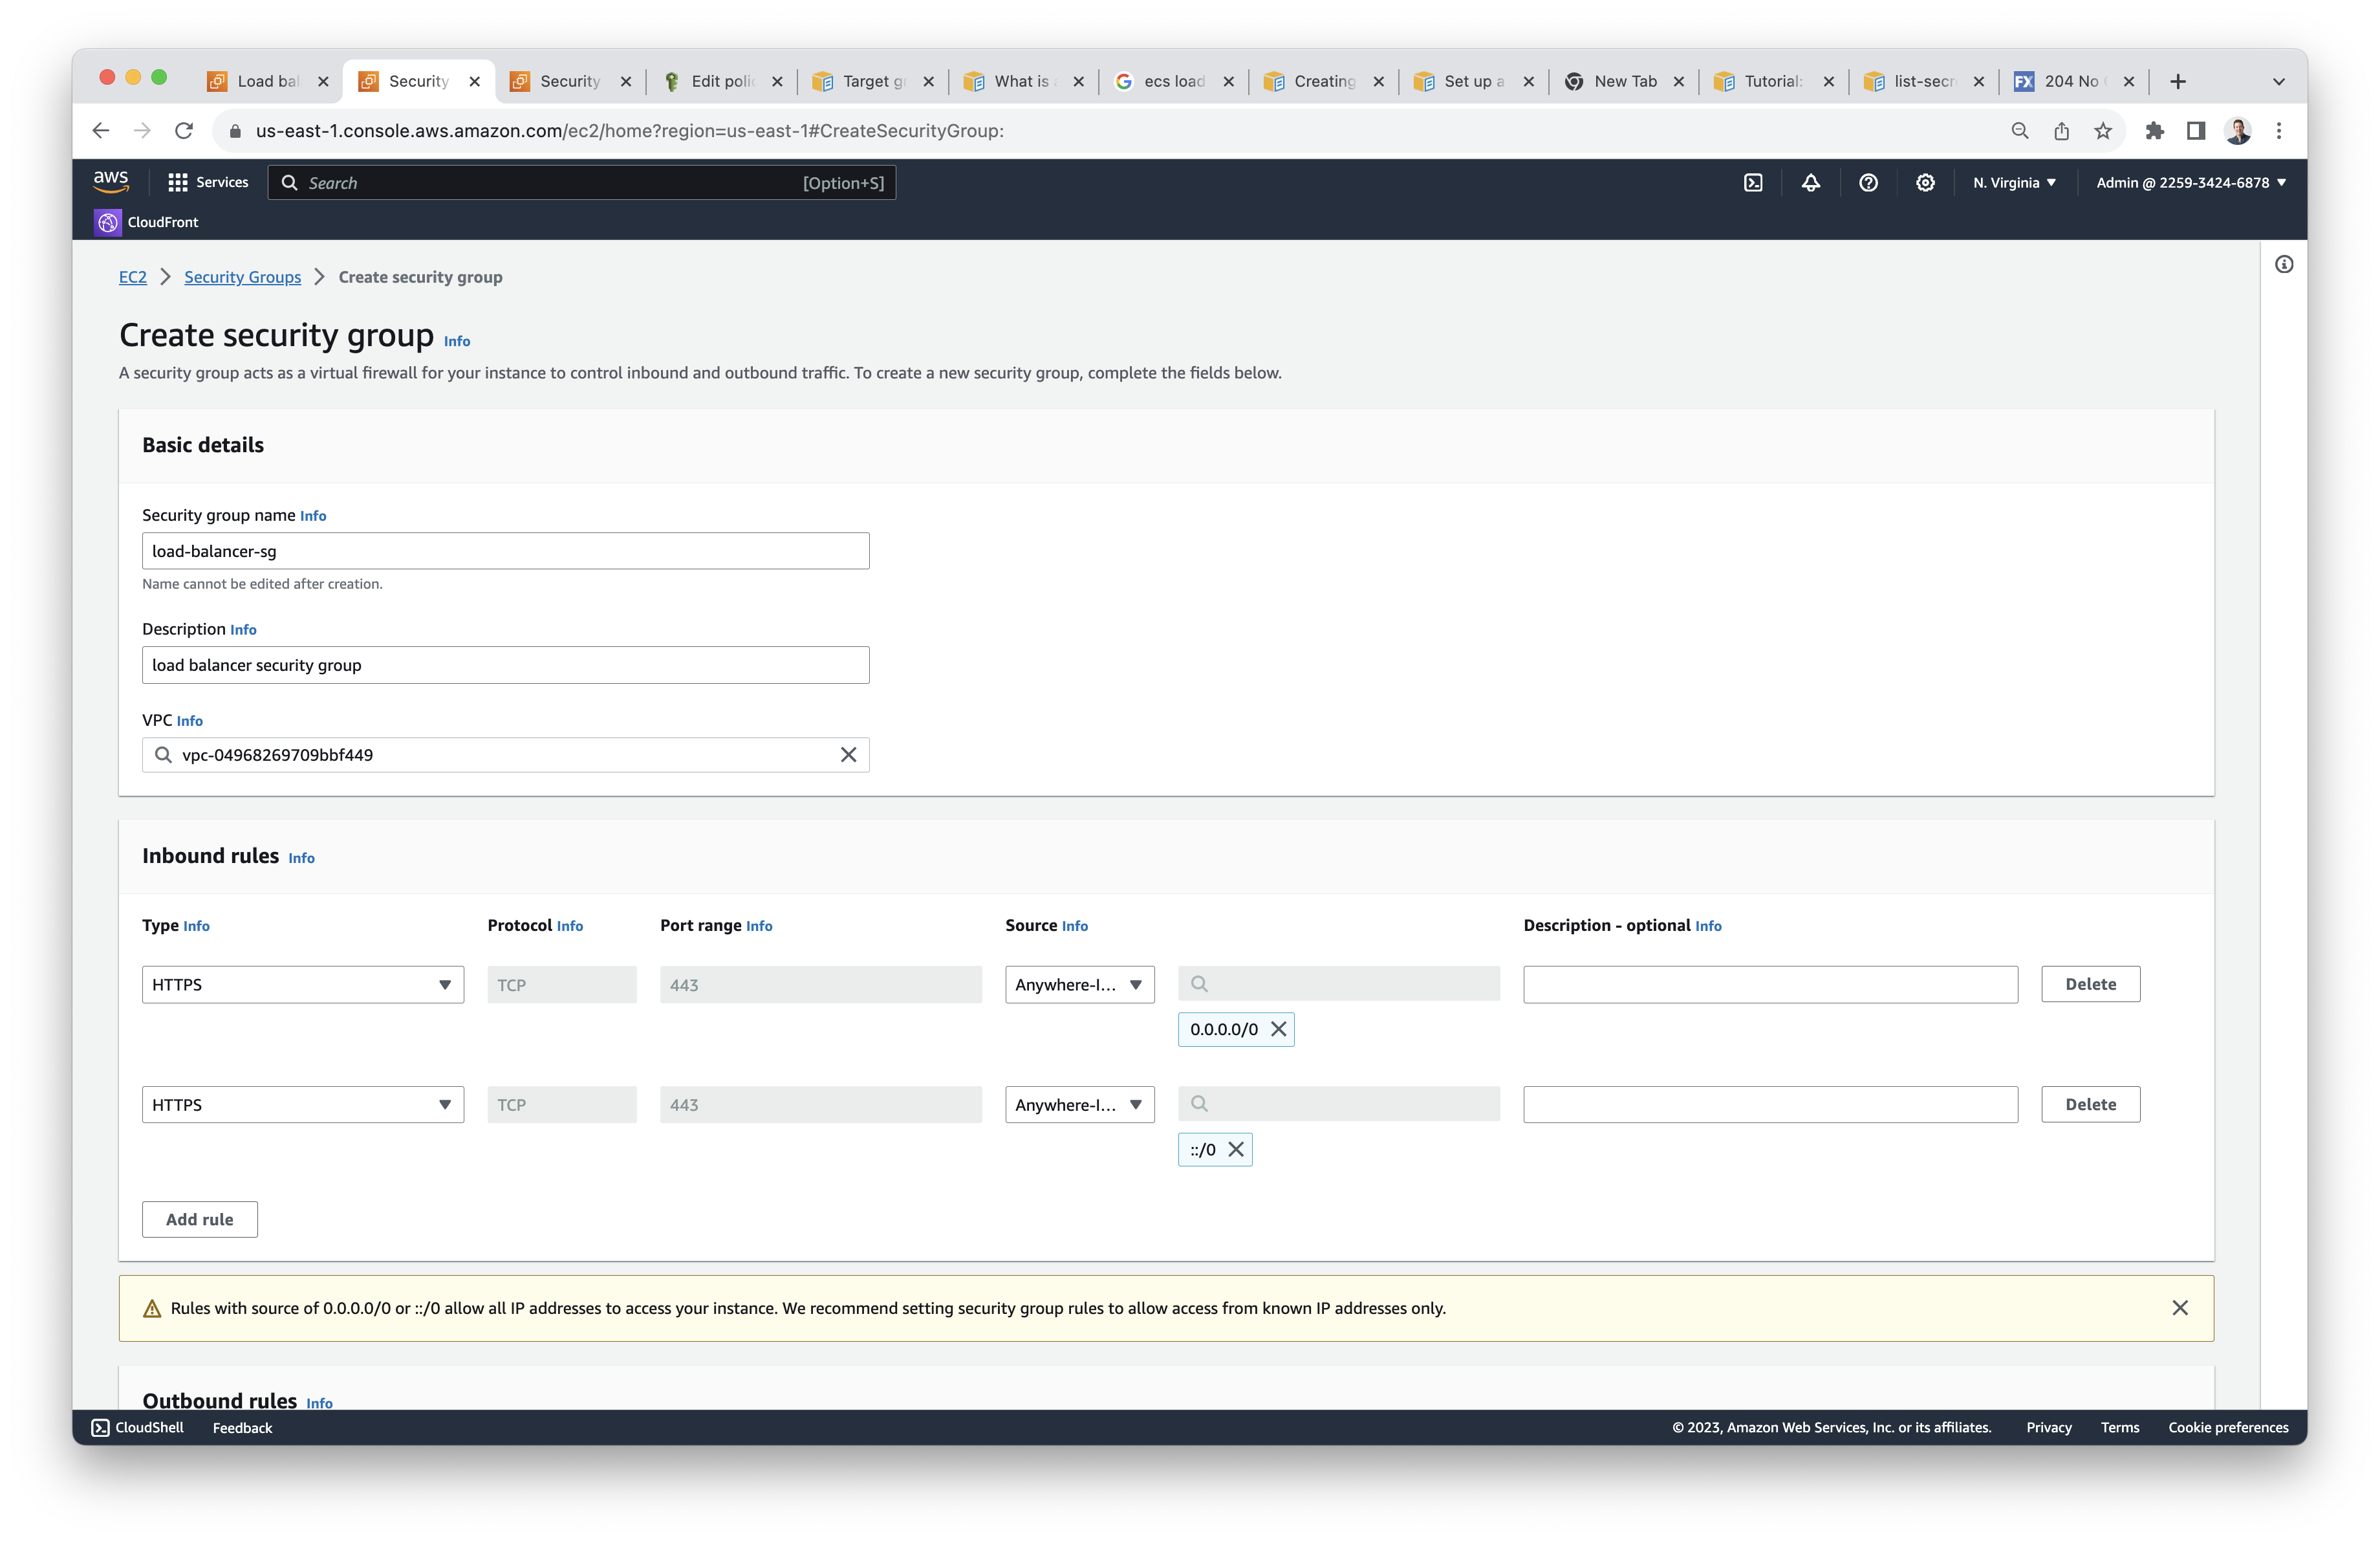 Load bal
Security
Security
Edit poli
Target gr
What is
ecs load
Creating
Set up a
New Tab
Tutorial:
list-secr
FX 204 No
us-east-1.console.aws.amazon.com/ec2/home?region=us-east-1#CreateSecurityGroup:
aws Services Search [Option+S] N. Virginia Admin @ 2259-3424-6878
CloudFront
EC2 Security Groups Create security group
Create security group Info
A security group acts as a virtual firewall for your instance to control inbound and outbound traffic. To create a new security group, complete the fields below.
Basic details
Security group name Info
load-balancer-sg
Name cannot be edited after creation.
Description Info
load balancer security group
VPC Info
vpc-04968269709bbf449
Inbound rules Info
Type Info Protocol Info Port range Info Source Info Description - optional Info
HTTPS TCP 443 Anywhere-I... Delete
0.0.0.0/0
HTTPS TCP 443 Anywhere-I... Delete
::/0
Add rule
Rules with source of 0.0.0.0/0 or ::/0 allow all IP addresses to access your instance. We recommend setting security group rules to allow access from known IP addresses only.
Outbound rules Info
CloudShell Feedback © 2023, Amazon Web Services, Inc. or its affiliates. Privacy Terms Cookie preferences